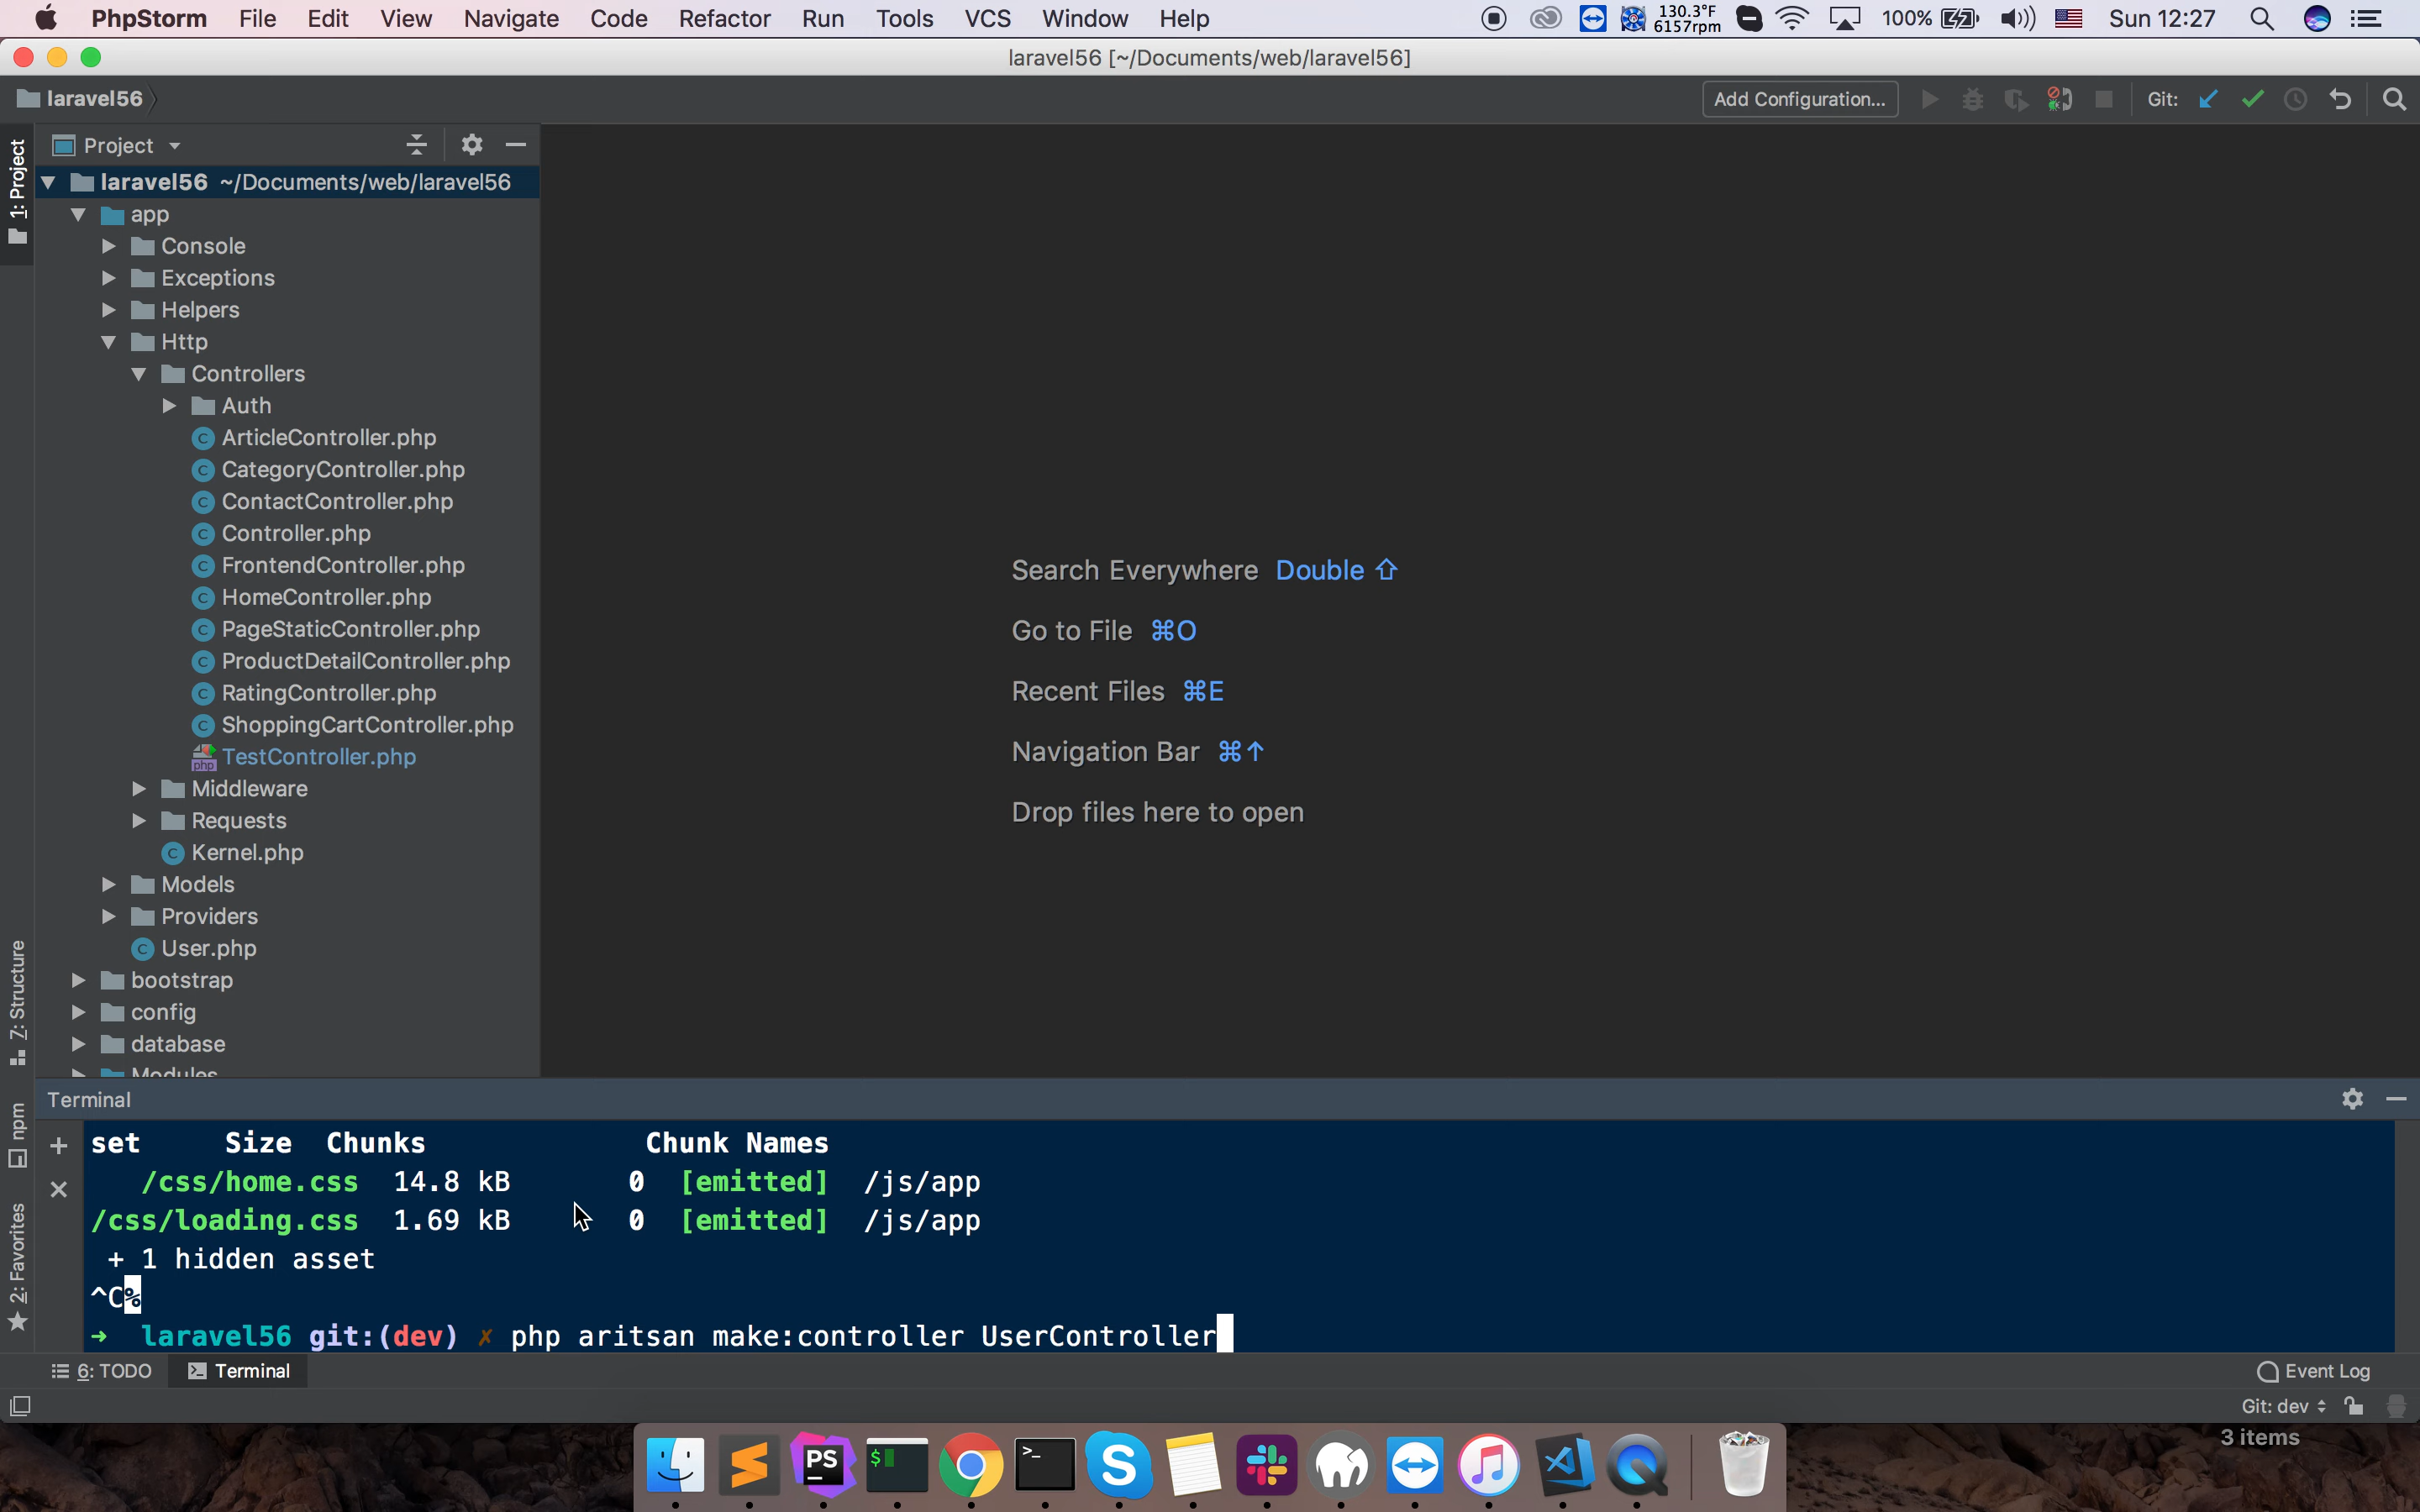 PhpStorm File Edit View Navigate Code Refactor Run Tools VCS Window Help 130.3°F 6157rpm 100% Sun 12:27
laravel56 [~/Documents/web/laravel56]
laravel56 Add Configuration... Git:
1: Project
Project
laravel56 ~/Documents/web/laravel56
app
Console
Exceptions
Helpers
Http
Controllers
Auth
ArticleController.php
CategoryController.php
ContactController.php
Controller.php
FrontendController.php
HomeController.php
PageStaticController.php
ProductDetailController.php
RatingController.php
ShoppingCartController.php
TestController.php
Middleware
Requests
Kernel.php
Models
Providers
User.php
bootstrap
config
database
Modules
Search Everywhere Double ⇧
Go to File ⌘O
Recent Files ⌘E
Navigation Bar ⌘↑
Drop files here to open
Z: Structure
npm
2: Favorites
Terminal
set Size Chunks Chunk Names
/css/home.css 14.8 kB 0 [emitted] /js/app
/css/loading.css 1.69 kB 0 [emitted] /js/app
+ 1 hidden asset
^C%
➜ laravel56 git:(dev) ✗ php aritsan make:controller UserController
6: TODO Terminal Event Log
Git: dev
3 items